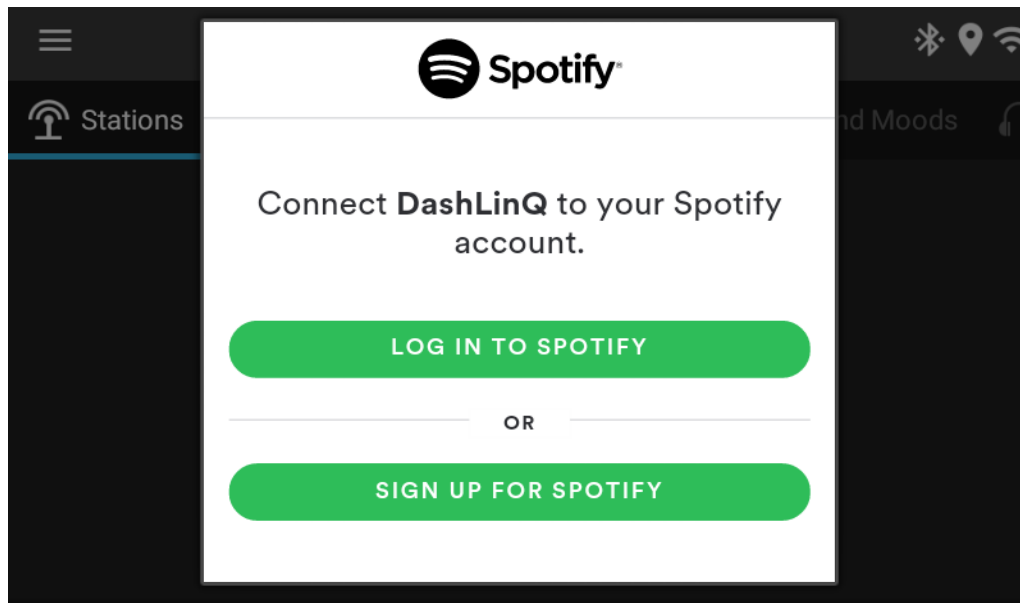 Spotify
Stations
nd Moods
Connect DashLinQ to your Spotify
account.
LOG IN TO SPOTIFY
OR
SIGN UP FOR SPOTIFY